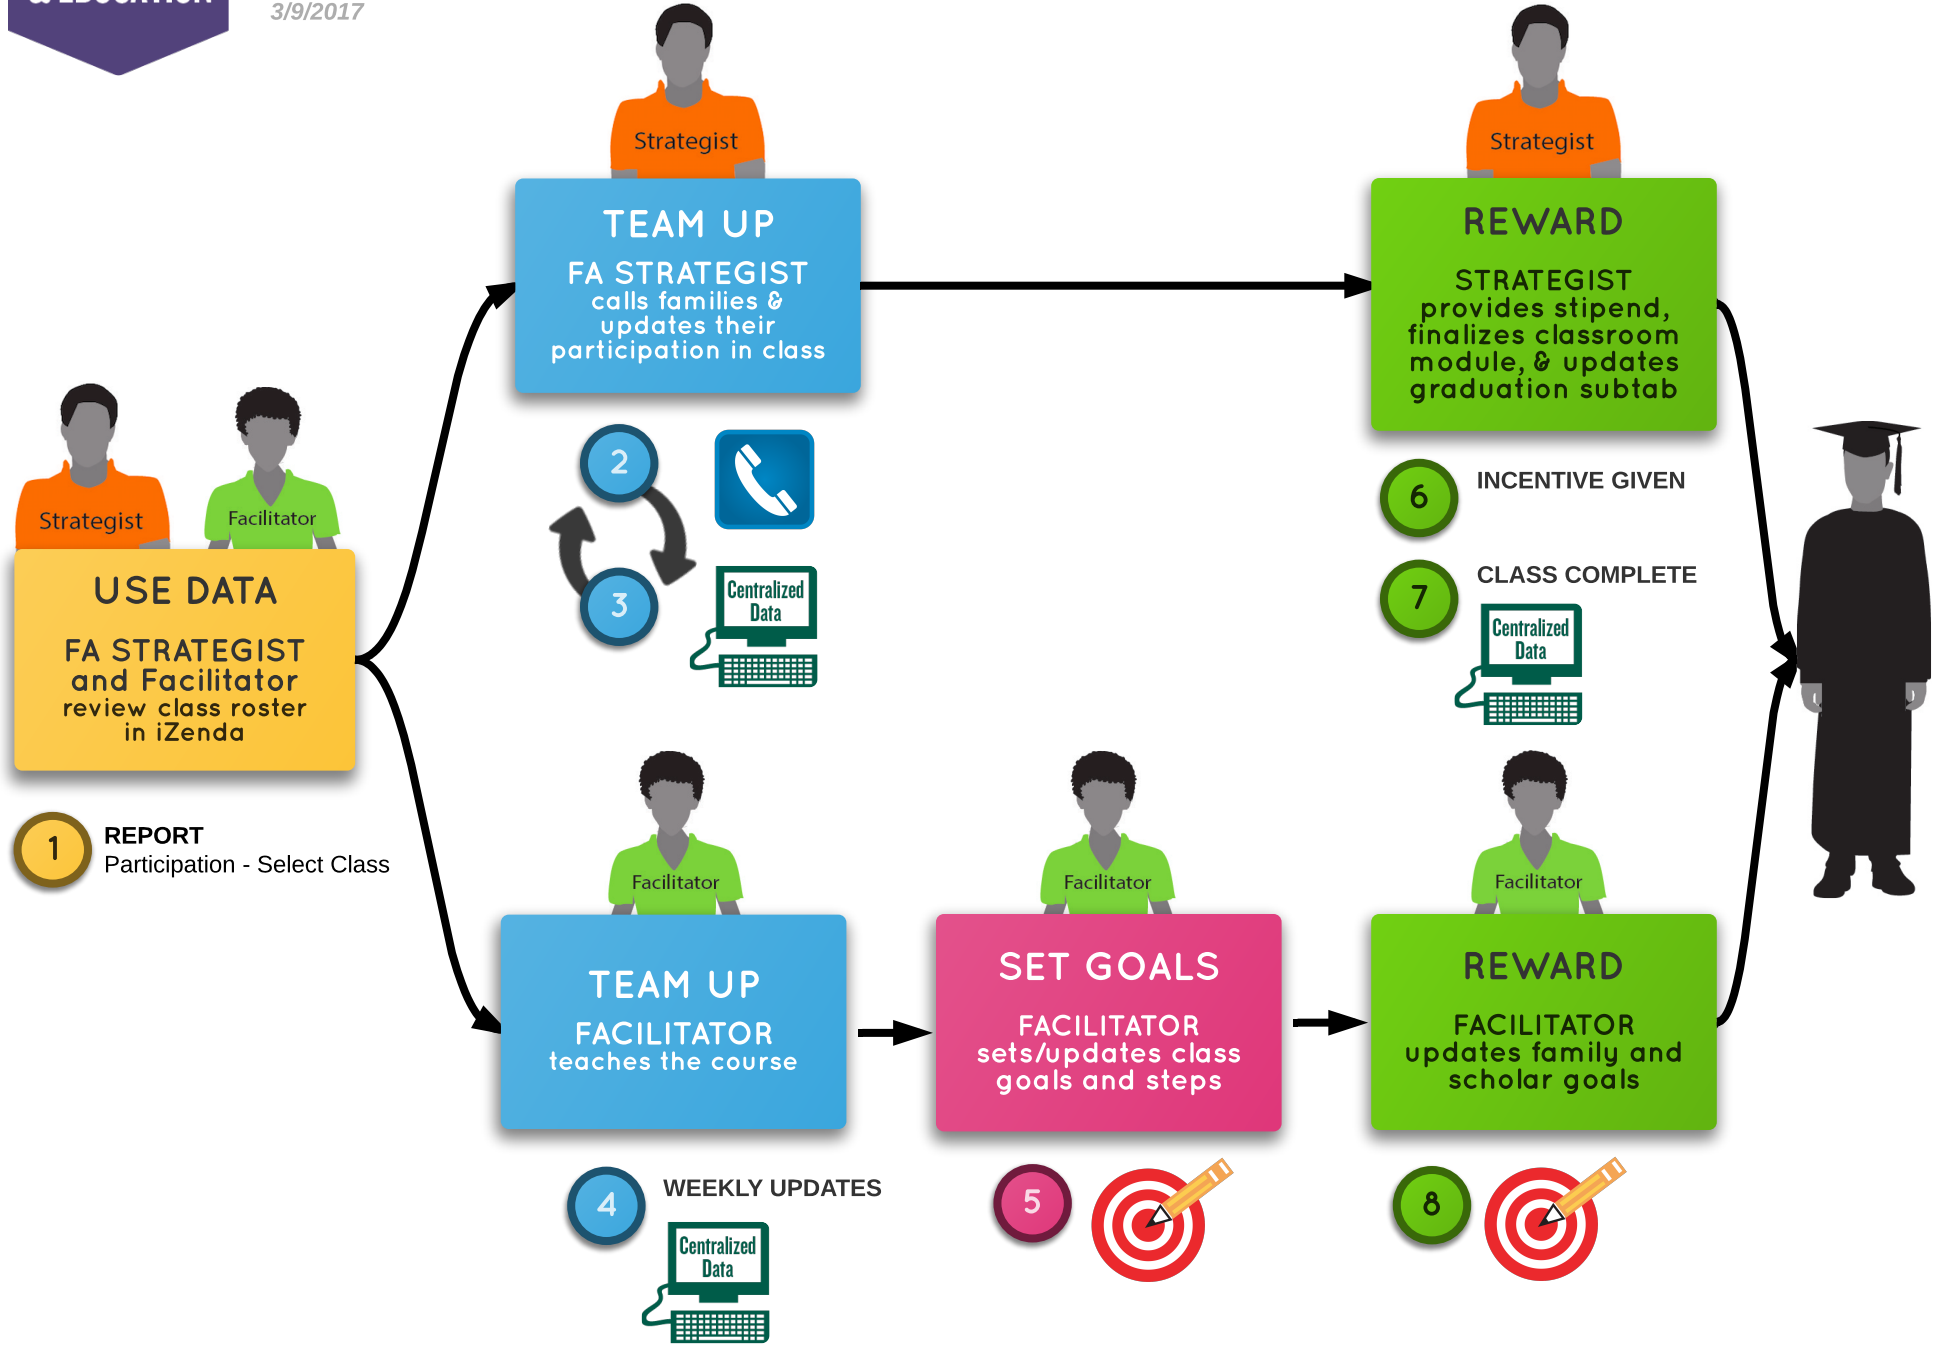 & EDUCATION
3/9/2017
Strategist
TEAM UP
FA STRATEGIST
calls families &
updates their
participation in class
2
3
Centralized
Data
Strategist
REWARD
STRATEGIST
provides stipend,
finalizes classroom
module, & updates
graduation subtab
6
INCENTIVE GIVEN
7
CLASS COMPLETE
Centralized
Data
Strategist
Facilitator
USE DATA
FA STRATEGIST
and Facilitator
review class roster
in iZenda
1
REPORT
Participation - Select Class
Facilitator
TEAM UP
FACILITATOR
teaches the course
4
WEEKLY UPDATES
Centralized
Data
Facilitator
SET GOALS
FACILITATOR
sets/updates class
goals and steps
5
Facilitator
REWARD
FACILITATOR
updates family and
scholar goals
8